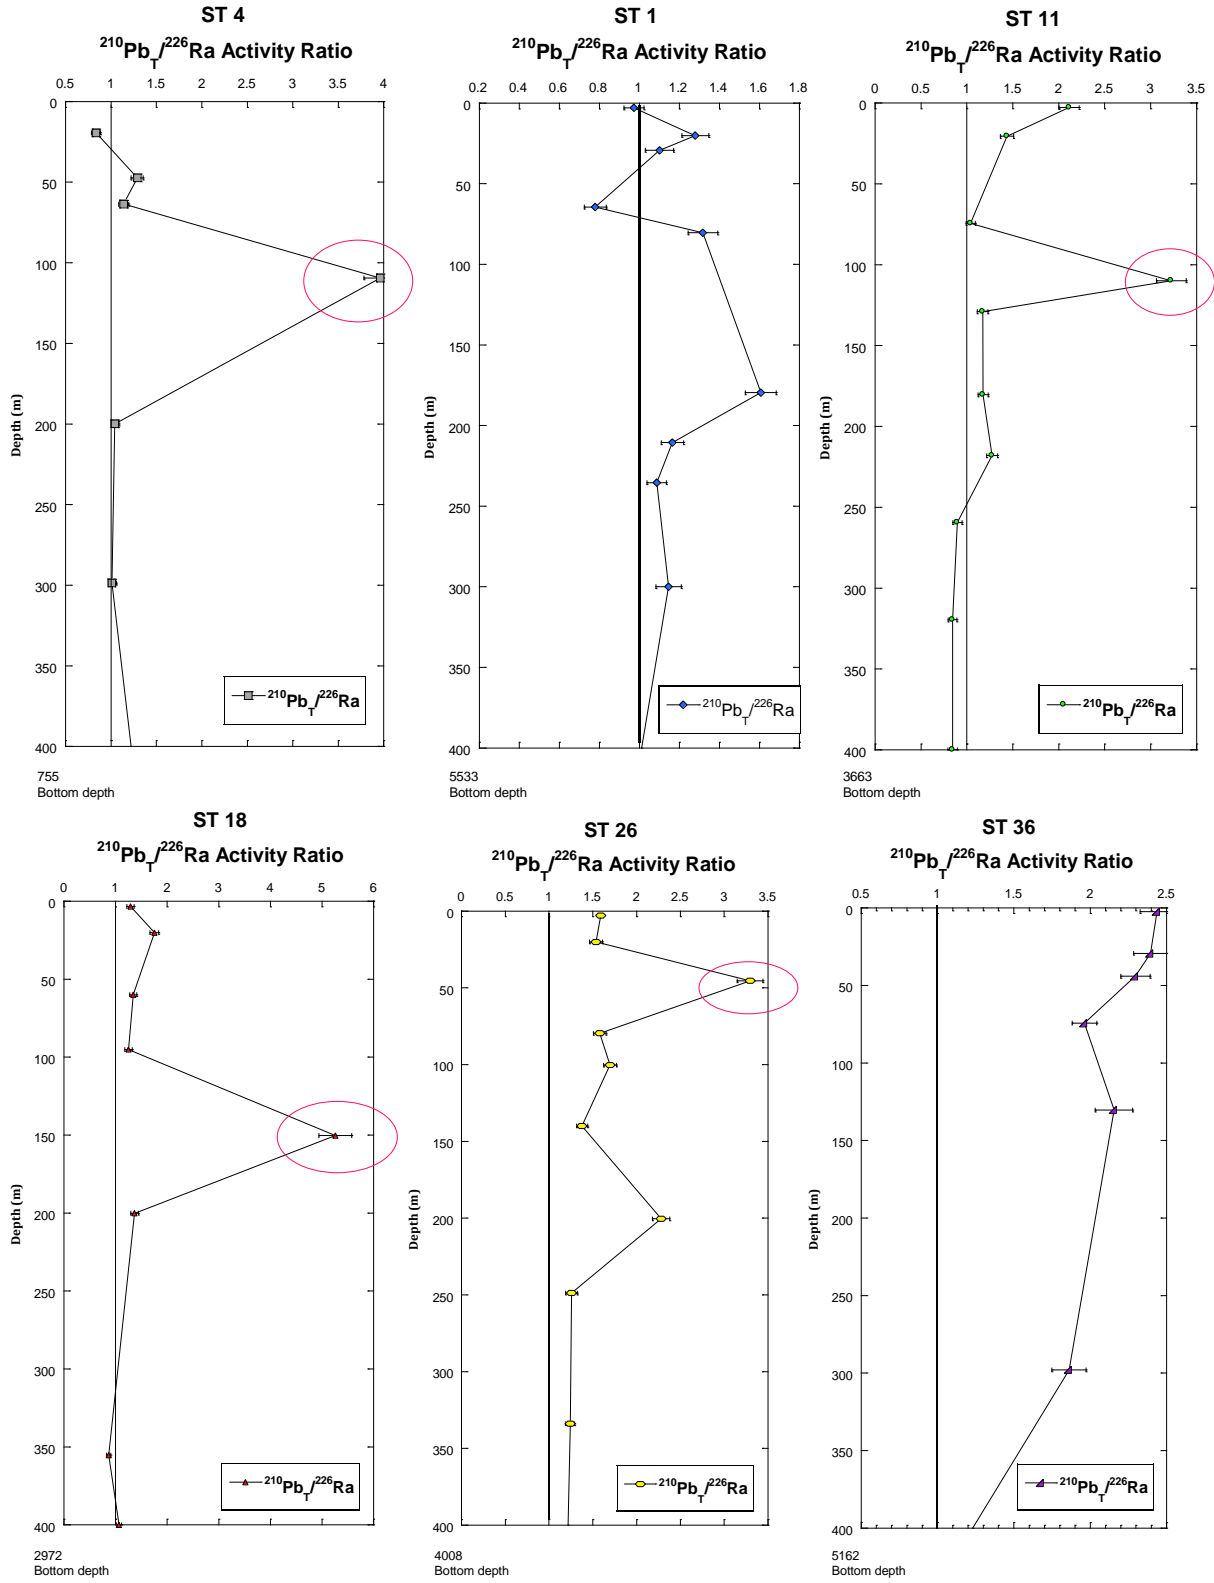 ST 4
210PbT/226Ra Activity Ratio
0.5 1 1.5 2 2.5 3 3.5 4
0
50
100
150
200
250
300
350
400
Depth (m)
210PbT/226Ra
755
Bottom depth
ST 1
210PbT/226Ra Activity Ratio
0.2 0.4 0.6 0.8 1 1.2 1.4 1.6 1.8
0
50
100
150
200
250
300
350
400
Depth (m)
210PbT/226Ra
5533
Bottom depth
ST 11
210PbT/226Ra Activity Ratio
0 0.5 1 1.5 2 2.5 3 3.5
0
50
100
150
200
250
300
350
400
Depth (m)
210PbT/226Ra
3663
Bottom depth
ST 18
210PbT/226Ra Activity Ratio
0 1 2 3 4 5 6
0
50
100
150
200
250
300
350
400
Depth (m)
210PbT/226Ra
2972
Bottom depth
ST 26
210PbT/226Ra Activity Ratio
0 0.5 1 1.5 2 2.5 3 3.5
0
50
100
150
200
250
300
350
400
Depth (m)
210PbT/226Ra
4008
Bottom depth
ST 36
210PbT/226Ra Activity Ratio
0.5 1 1.5 2 2.5
0
50
100
150
200
250
300
350
400
Depth (m)
210PbT/226Ra
5162
Bottom depth